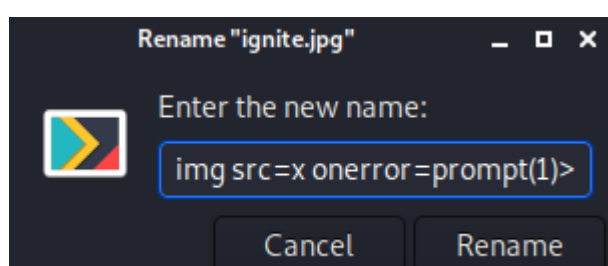 Rename "ignite.jpg"
Enter the new name:
img src=x onerror=prompt(1)>
Cancel Rename